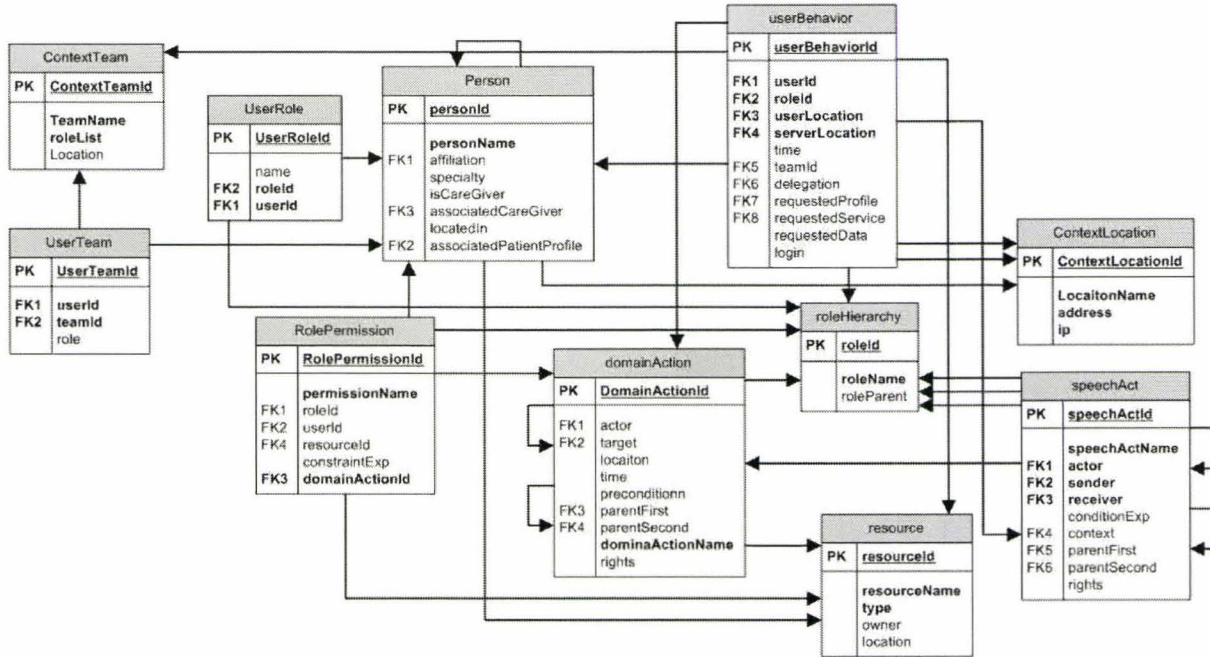 ContextTeam
PK ContextTeamId
TeamName
roleList
Location
UserRole
PK UserRoleId
name
FK2 roleId
FK1 userId
Person
PK personId
personName
FK1 affiliation
specialty
isCareGiver
FK3 associatedCareGiver
locatedIn
FK2 associatedPatientProfile
userBehavior
PK userBehaviorId
FK1 userId
FK2 roleId
FK3 userLocation
FK4 serverLocation
time
FK5 teamId
FK6 delegation
FK7 requestedProfile
FK8 requestedService
requestedData
login
UserTeam
PK UserTeamId
FK1 userId
FK2 teamId
role
ContextLocation
PK ContextLocationId
LocaitonName
address
ip
RolePermission
PK RolePermissionId
permissionName
FK1 roleId
FK2 userId
FK4 resourceId
constraintExp
FK3 domainActionId
domainAction
PK DomainActionId
FK1 actor
FK2 target
locaiton
time
preconditionn
FK3 parentFirst
FK4 parentSecond
dominaActionName
rights
roleHierarchy
PK roleId
roleName
roleParent
speechAct
PK speechActId
speechActName
FK1 actor
FK2 sender
FK3 receiver
conditionExp
FK4 context
FK5 parentFirst
FK6 parentSecond
rights
resource
PK resourceId
resourceName
type
owner
location